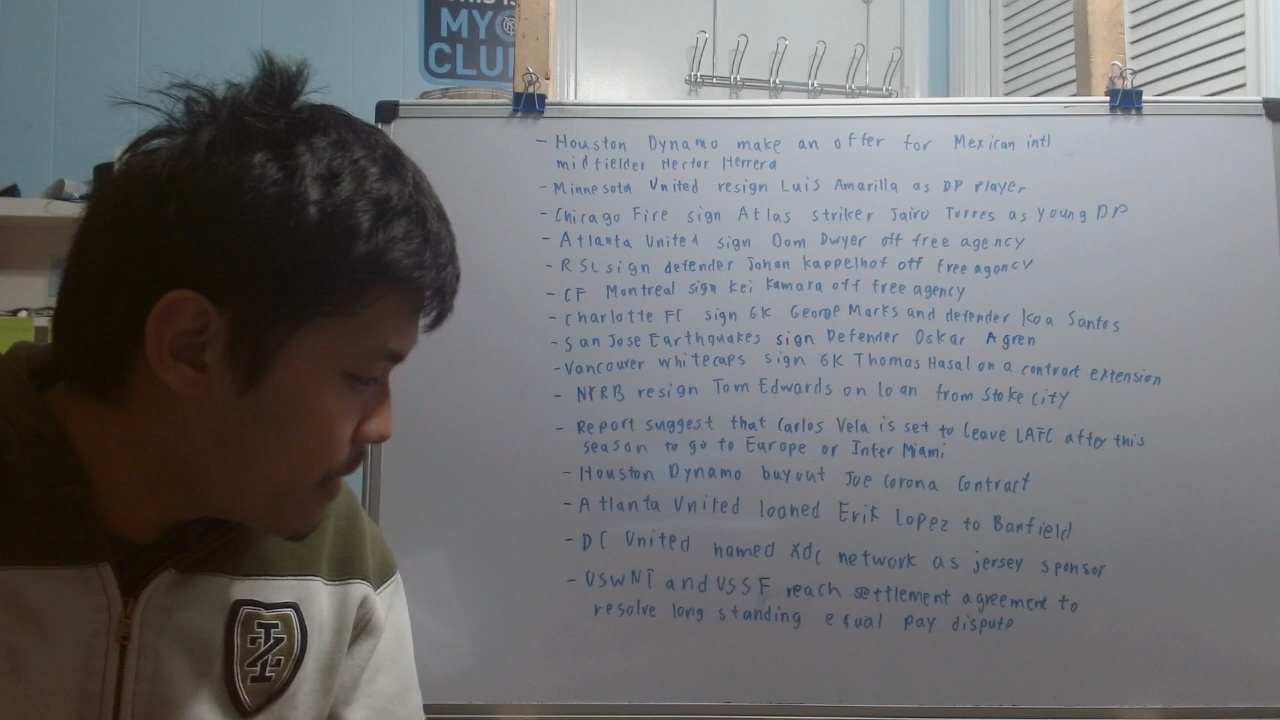 MY
CLUB
- Houston Dynamo make an offer for Mexican intl
midfielder Hector Herrera
- Minnesota United resign Luis Amarilla as DP player
- Chicago Fire sign Atlas striker Jairo Torres as young DP
- Atlanta United sign Dom Dwyer off free agency
- RSL sign defender Johan Kappelhof off free agency
- CF Montreal sign Kei Kamara off free agency
- Charlotte FC sign GK George Marks and defender Koa Santos
- San Jose Earthquakes sign Defender Oskar Agren
- Vancouver Whitecaps sign GK Thomas Hasal on a contract extension
- NYRB resign Tom Edwards on loan from Stoke City
- Report suggest that Carlos Vela is set to leave LAFC after this
season to go to Europe or Inter Miami
- Houston Dynamo buyout Joe Corona contract
- Atlanta United loaned Erik Lopez to Banfield
- DC United named XDC network as jersey sponsor
- USWNT and USSF reach settlement agreement to
resolve long standing equal pay dispute